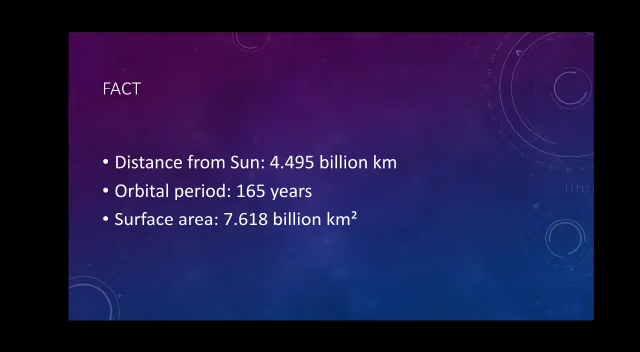 FACT
• Distance from Sun: 4.495 billion km
• Orbital period: 165 years
• Surface area: 7.618 billion km²